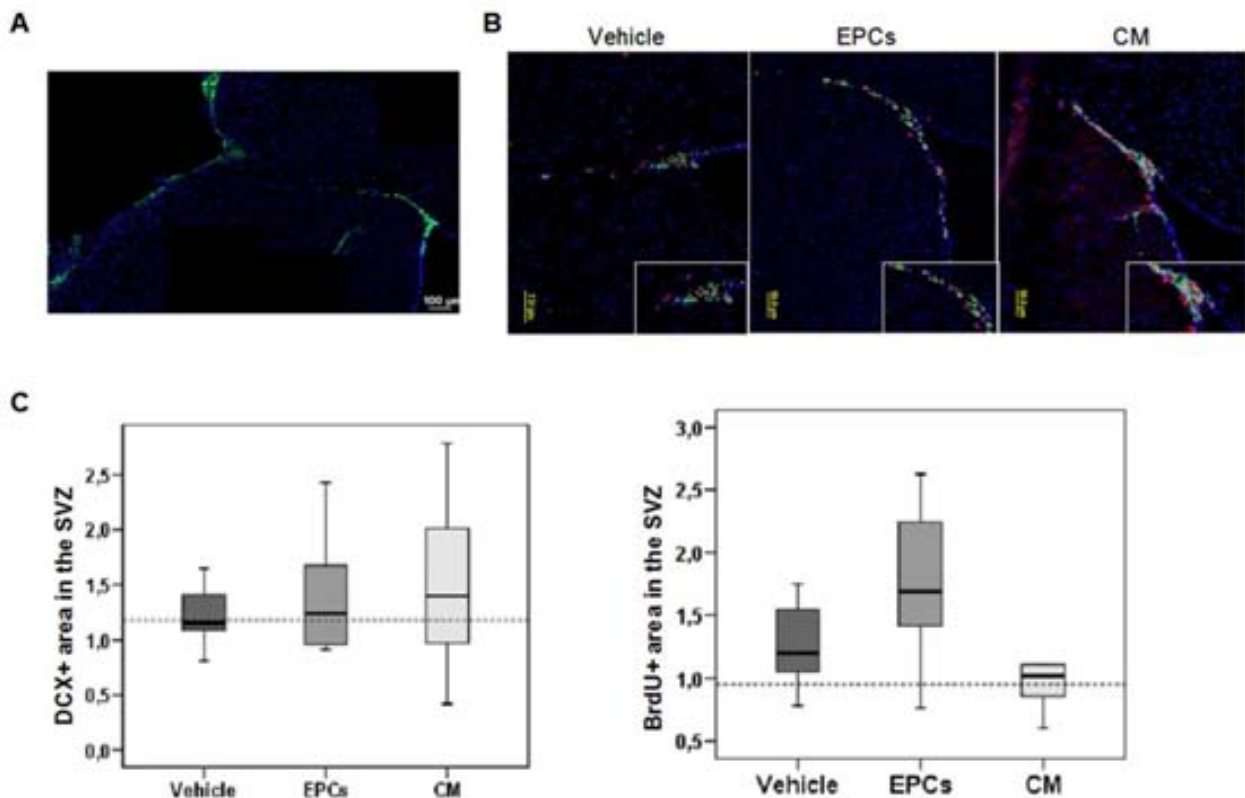 A
B
Vehicle
EPCs
CM
100 µm
C
DCX+ area in the SVZ
2,5
2,0
1,5
1,0
0,5
0,0
Vehicle
EPCs
CM
BrdU+ area in the SVZ
3,0
2,5
2,0
1,5
1,0
0,5
Vehicle
EPCs
CM